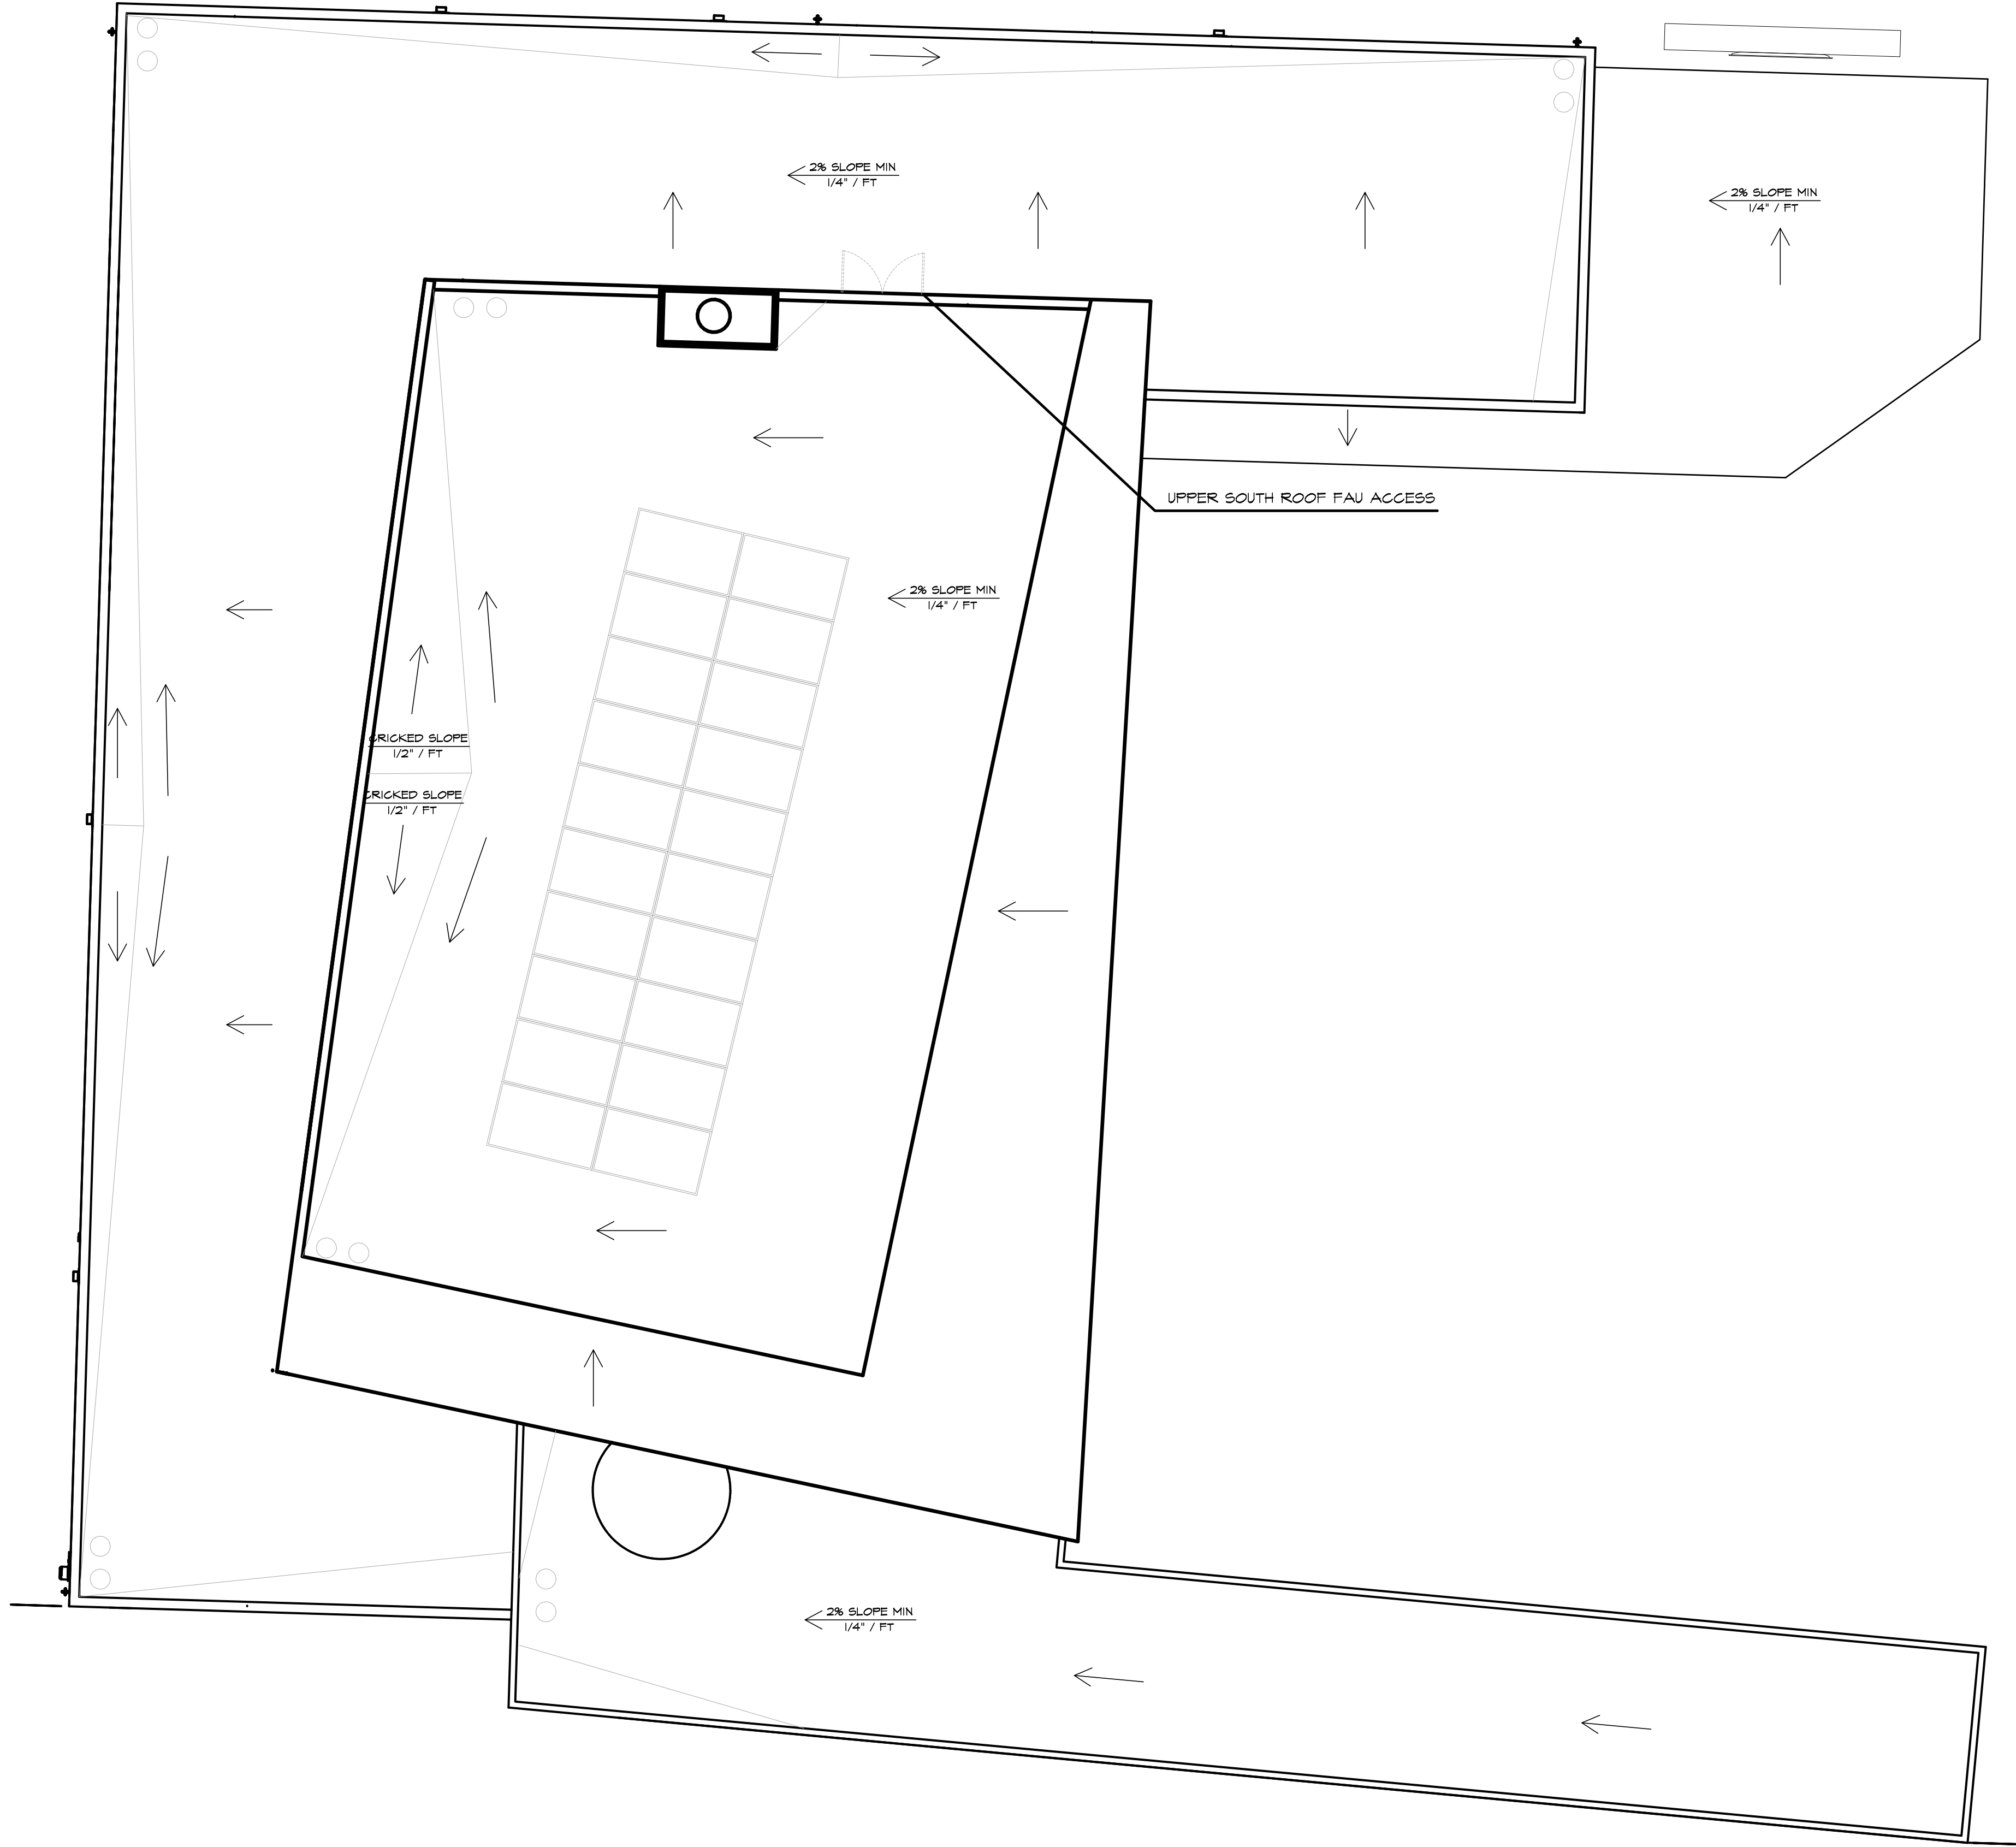 2% SLOPE MIN
1/4" / FT
2% SLOPE MIN
1/4" / FT
UPPER SOUTH ROOF FAU ACCESS
2% SLOPE MIN
1/4" / FT
CRICKED SLOPE
1/2" / FT
CRICKED SLOPE
1/2" / FT
2% SLOPE MIN
1/4" / FT